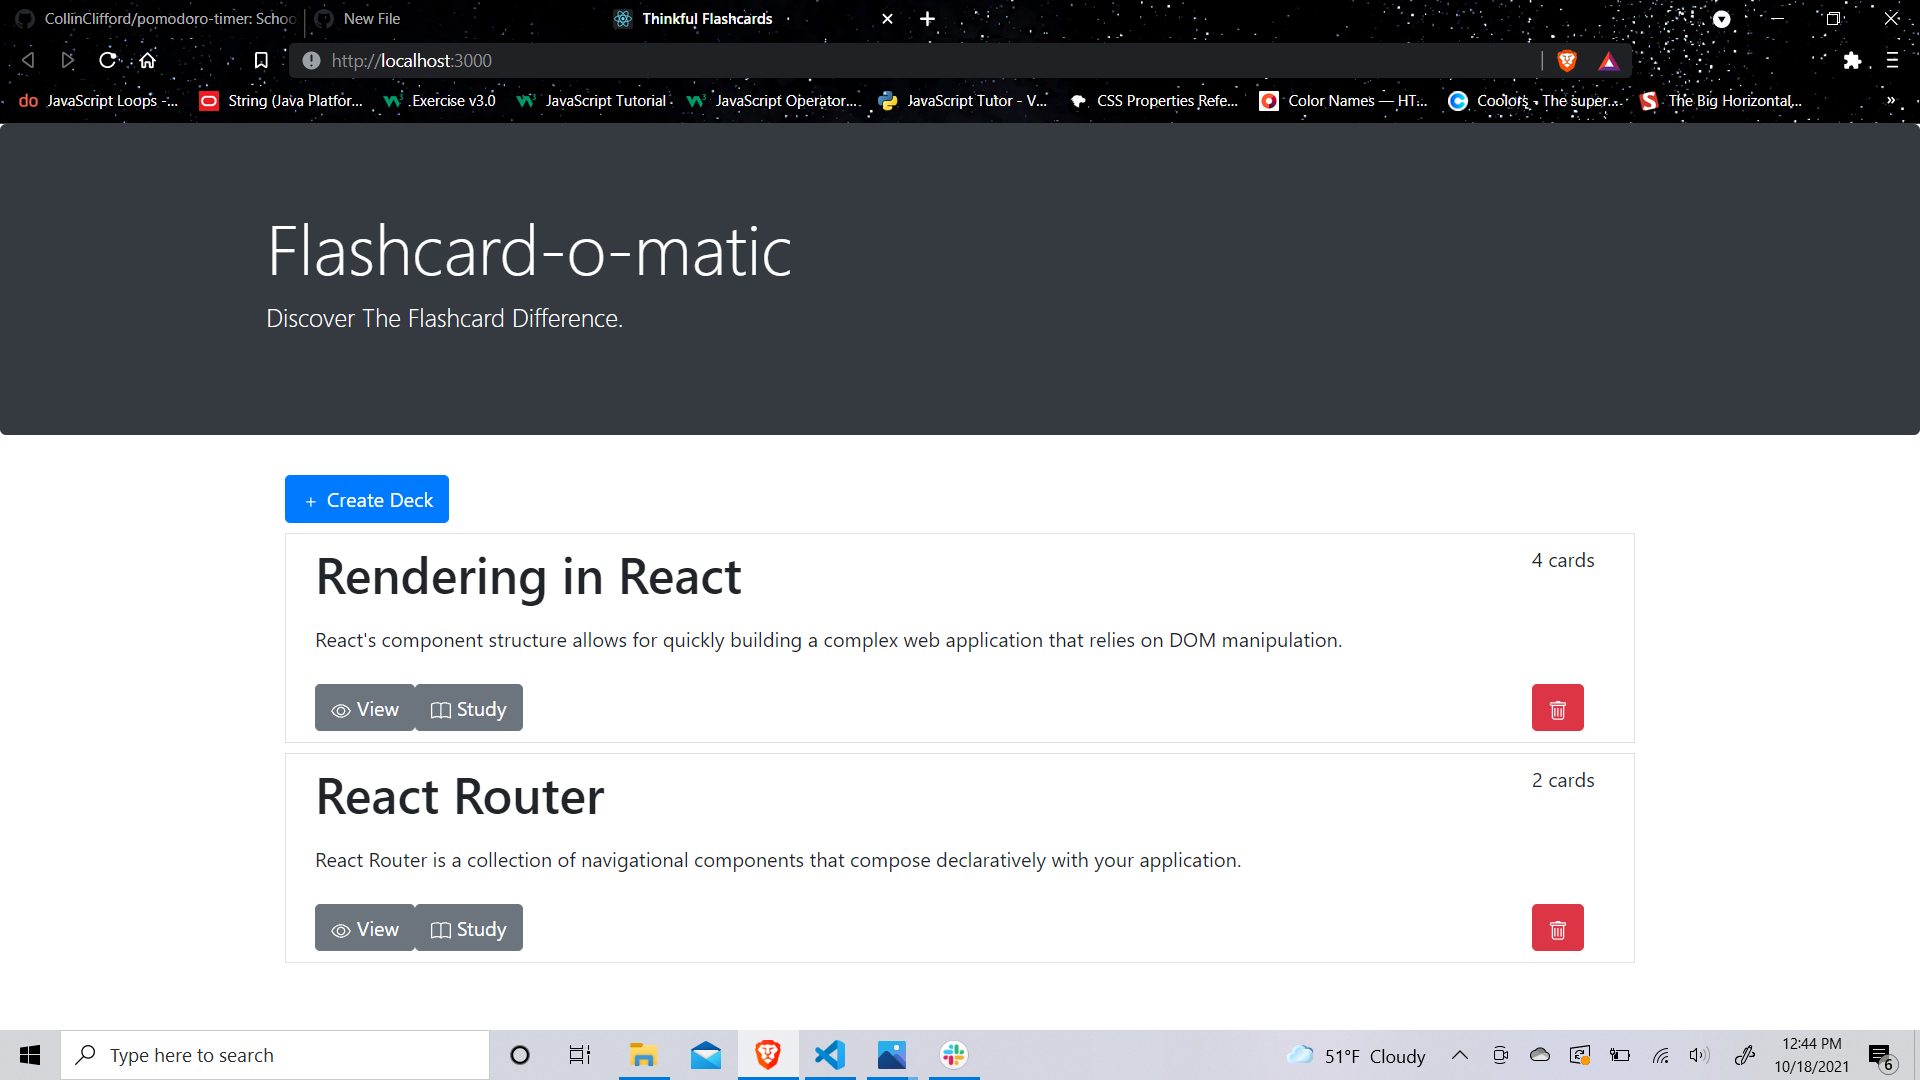 CollinClifford/pomodoro-timer: Schoo
New File
Thinkful Flashcards
http://localhost:3000
do JavaScript Loops -...
String (Java Platfor...
Exercise v3.0
JavaScript Tutorial
JavaScript Operator...
JavaScript Tutor - V...
CSS Properties Refe...
Color Names — HT...
Coolors - The super...
The Big Horizontal...
»
Flashcard-o-matic
Discover The Flashcard Difference.
+ Create Deck
Rendering in React
4 cards
React's component structure allows for quickly building a complex web application that relies on DOM manipulation.
View
Study
React Router
2 cards
React Router is a collection of navigational components that compose declaratively with your application.
View
Study
Type here to search
51°F Cloudy
12:44 PM
10/18/2021
6